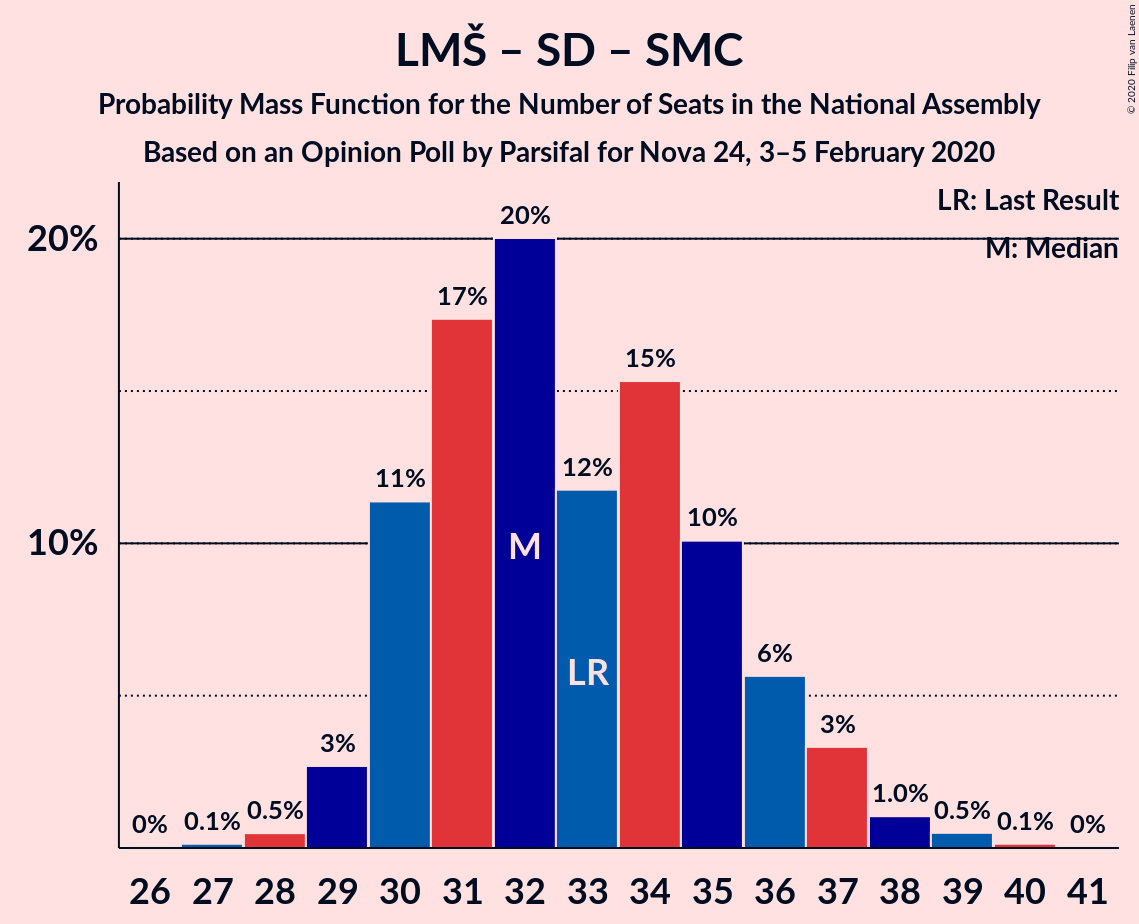 LMŠ – SD – SMC
Probability Mass Function for the Number of Seats in the National Assembly
Based on an Opinion Poll by Parsifal for Nova 24, 3–5 February 2020
© 2020 Filip van Laenen
LR: Last Result
M: Median
20%
10%
0%
0.1%
0.5%
3%
11%
17%
20%
12%
15%
10%
6%
3%
1.0%
0.5%
0.1%
0%
M
LR
26 27 28 29 30 31 32 33 34 35 36 37 38 39 40 41